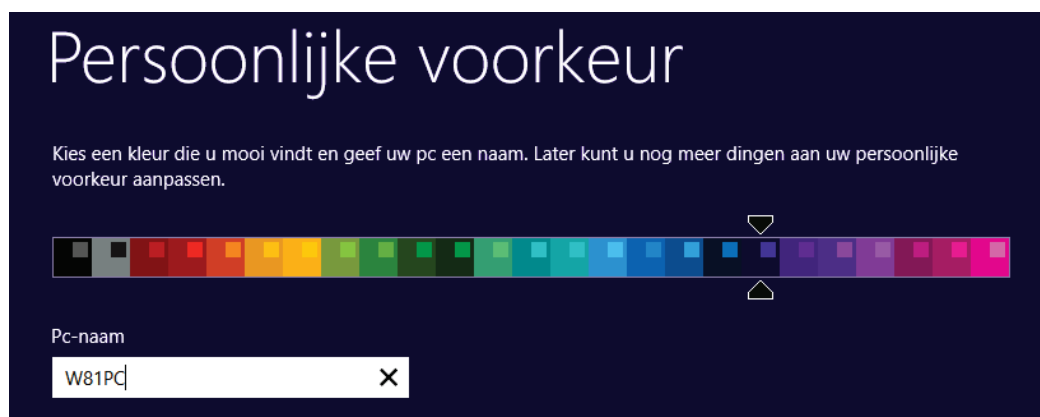 Persoonlijke voorkeur
Kies een kleur die u mooi vindt en geef uw pc een naam. Later kunt u nog meer dingen aan uw persoonlijke
voorkeur aanpassen.
Pc-naam
W81PC